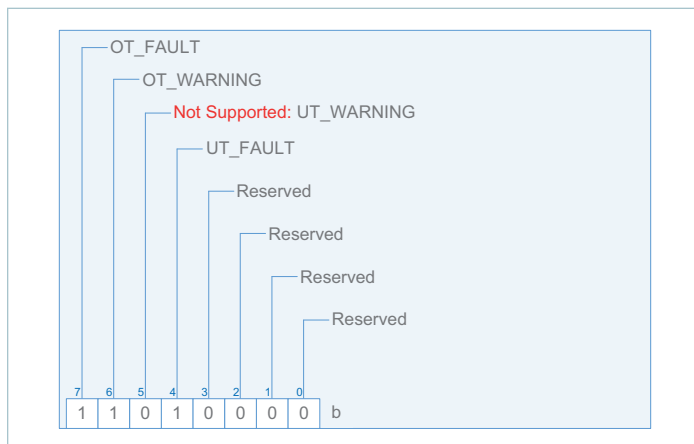 OT_FAULT
OT_WARNING
Not Supported: UT_WARNING
UT_FAULT
Reserved
Reserved
Reserved
Reserved
7 6 5 4 3 2 1 0
1 1 0 1 0 0 0 0 b